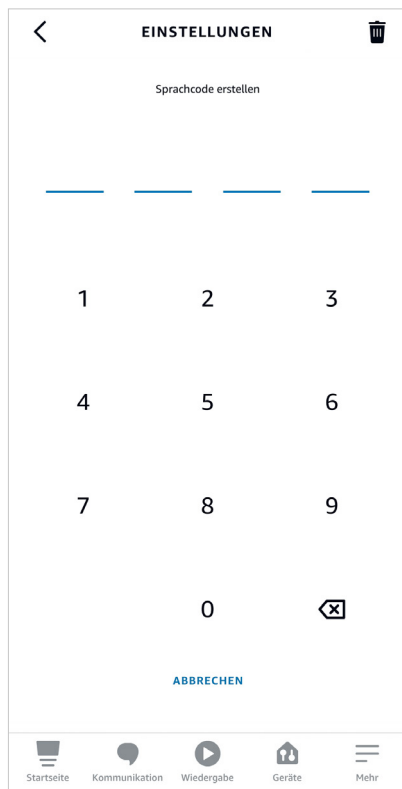 EINSTELLUNGEN
Sprachcode erstellen
1 2 3
4 5 6
7 8 9
0
ABBRECHEN
Startseite Kommunikation Wiedergabe Geräte Mehr